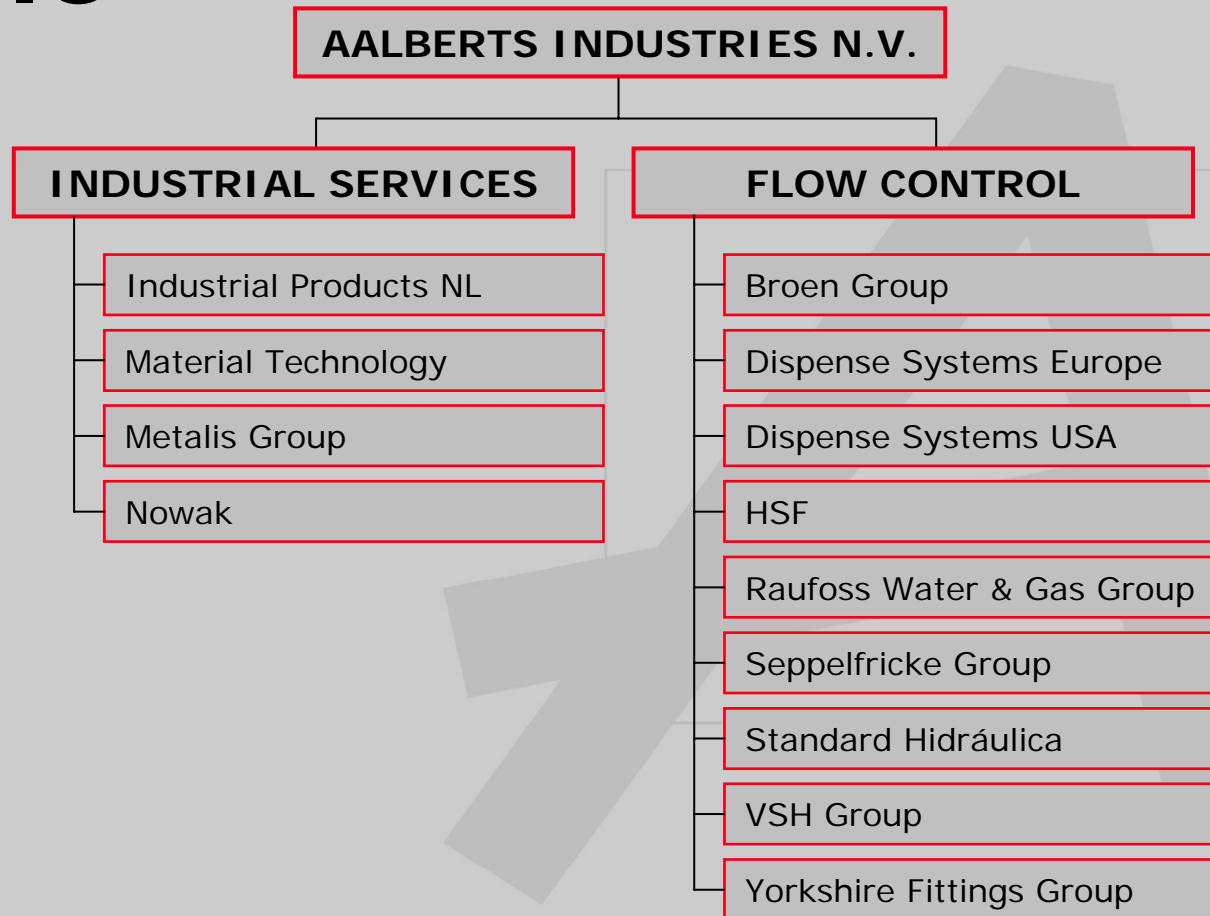 AALBERTS INDUSTRIES N.V.
INDUSTRIAL SERVICES
Industrial Products NL
Material Technology
Metalis Group
Nowak
FLOW CONTROL
Broen Group
Dispense Systems Europe
Dispense Systems USA
HSF
Raufoss Water & Gas Group
Seppelfricke Group
Standard Hidráulica
VSH Group
Yorkshire Fittings Group